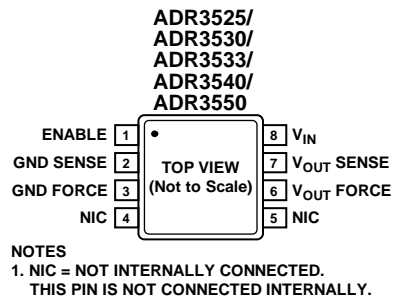 ADR3525/
ADR3530/
ADR3533/
ADR3540/
ADR3550
ENABLE 1
GND SENSE 2
GND FORCE 3
NIC 4
TOP VIEW
(Not to Scale)
8 VIN
7 VOUT SENSE
6 VOUT FORCE
5 NIC
NOTES
1. NIC = NOT INTERNALLY CONNECTED.
THIS PIN IS NOT CONNECTED INTERNALLY.